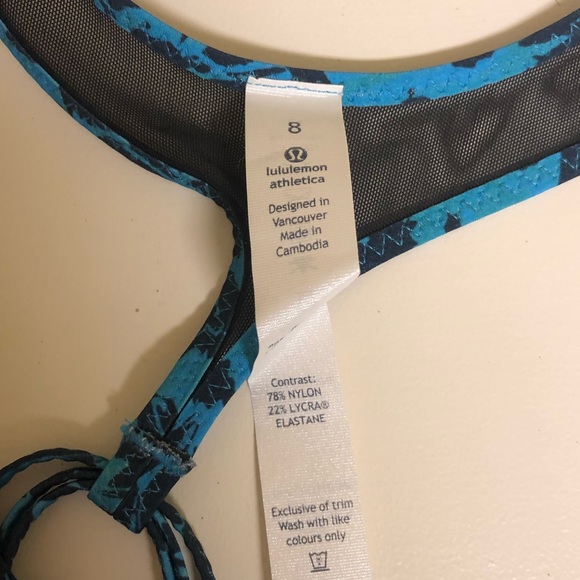 8
lululemon
athletica
Designed in
Vancouver
Made in
Cambodia
Contrast:
78% NYLON
22% LYCRA®
ELASTANE
Exclusive of trim
Wash with like
colours only